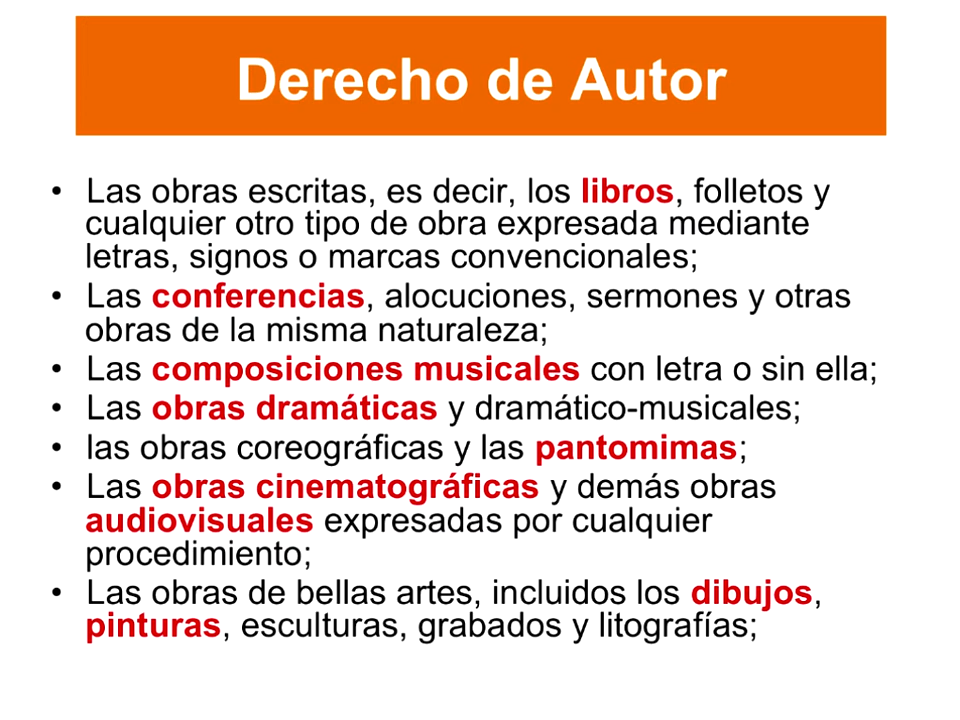 Derecho de Autor
• Las obras escritas, es decir, los libros, folletos y
cualquier otro tipo de obra expresada mediante
letras, signos o marcas convencionales;
• Las conferencias, alocuciones, sermones y otras
obras de la misma naturaleza;
• Las composiciones musicales con letra o sin ella;
• Las obras dramáticas y dramático-musicales;
• las obras coreográficas y las pantomimas;
• Las obras cinematográficas y demás obras
audiovisuales expresadas por cualquier
procedimiento;
• Las obras de bellas artes, incluidos los dibujos,
pinturas, esculturas, grabados y litografías;